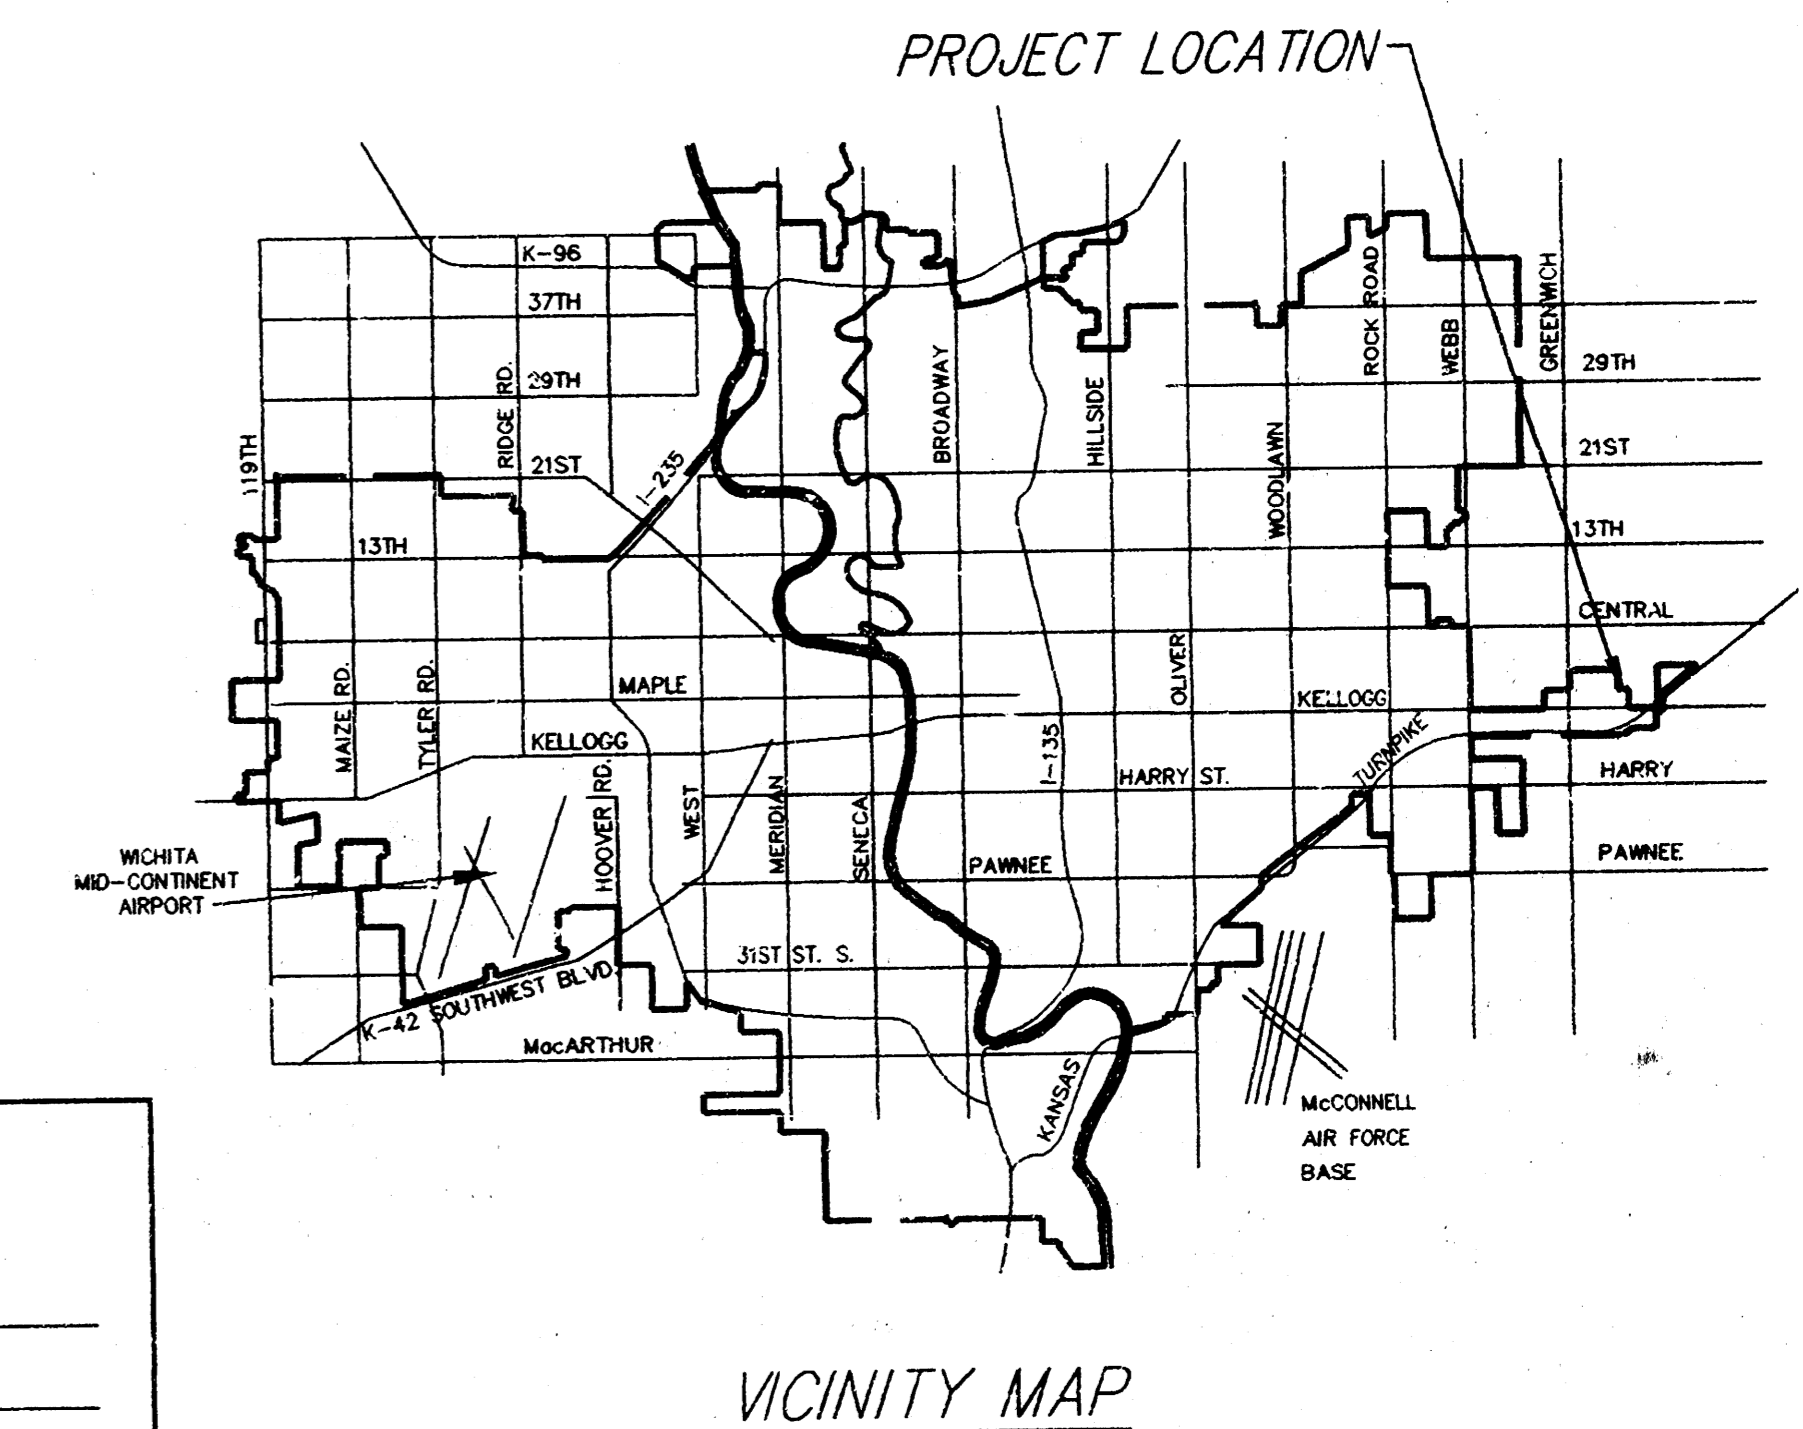 PROJECT LOCATION
K-96
37TH
29TH
RIDGE RD.
119TH
21ST
I-235
13TH
BROADWAY
HILLSIDE
WOODLAWN
ROCK ROAD
WEBB
GREENWICH
29TH
21ST
13TH
CENTRAL
MAIZE RD.
TYLER RD.
MAPLE
KELLOGG
OLIVER
KELLOGG
TURNPIKE
I-135
HARRY ST.
HARRY
HOOVER RD.
WEST
MERIDIAN
SENECA
PAWNEE
PAWNEE
WICHITA
MID-CONTINENT
AIRPORT
31ST ST. S.
K-42 SOUTHWEST BLVD.
MacARTHUR
KANSAS
McCONNELL
AIR FORCE
BASE
VICINITY MAP